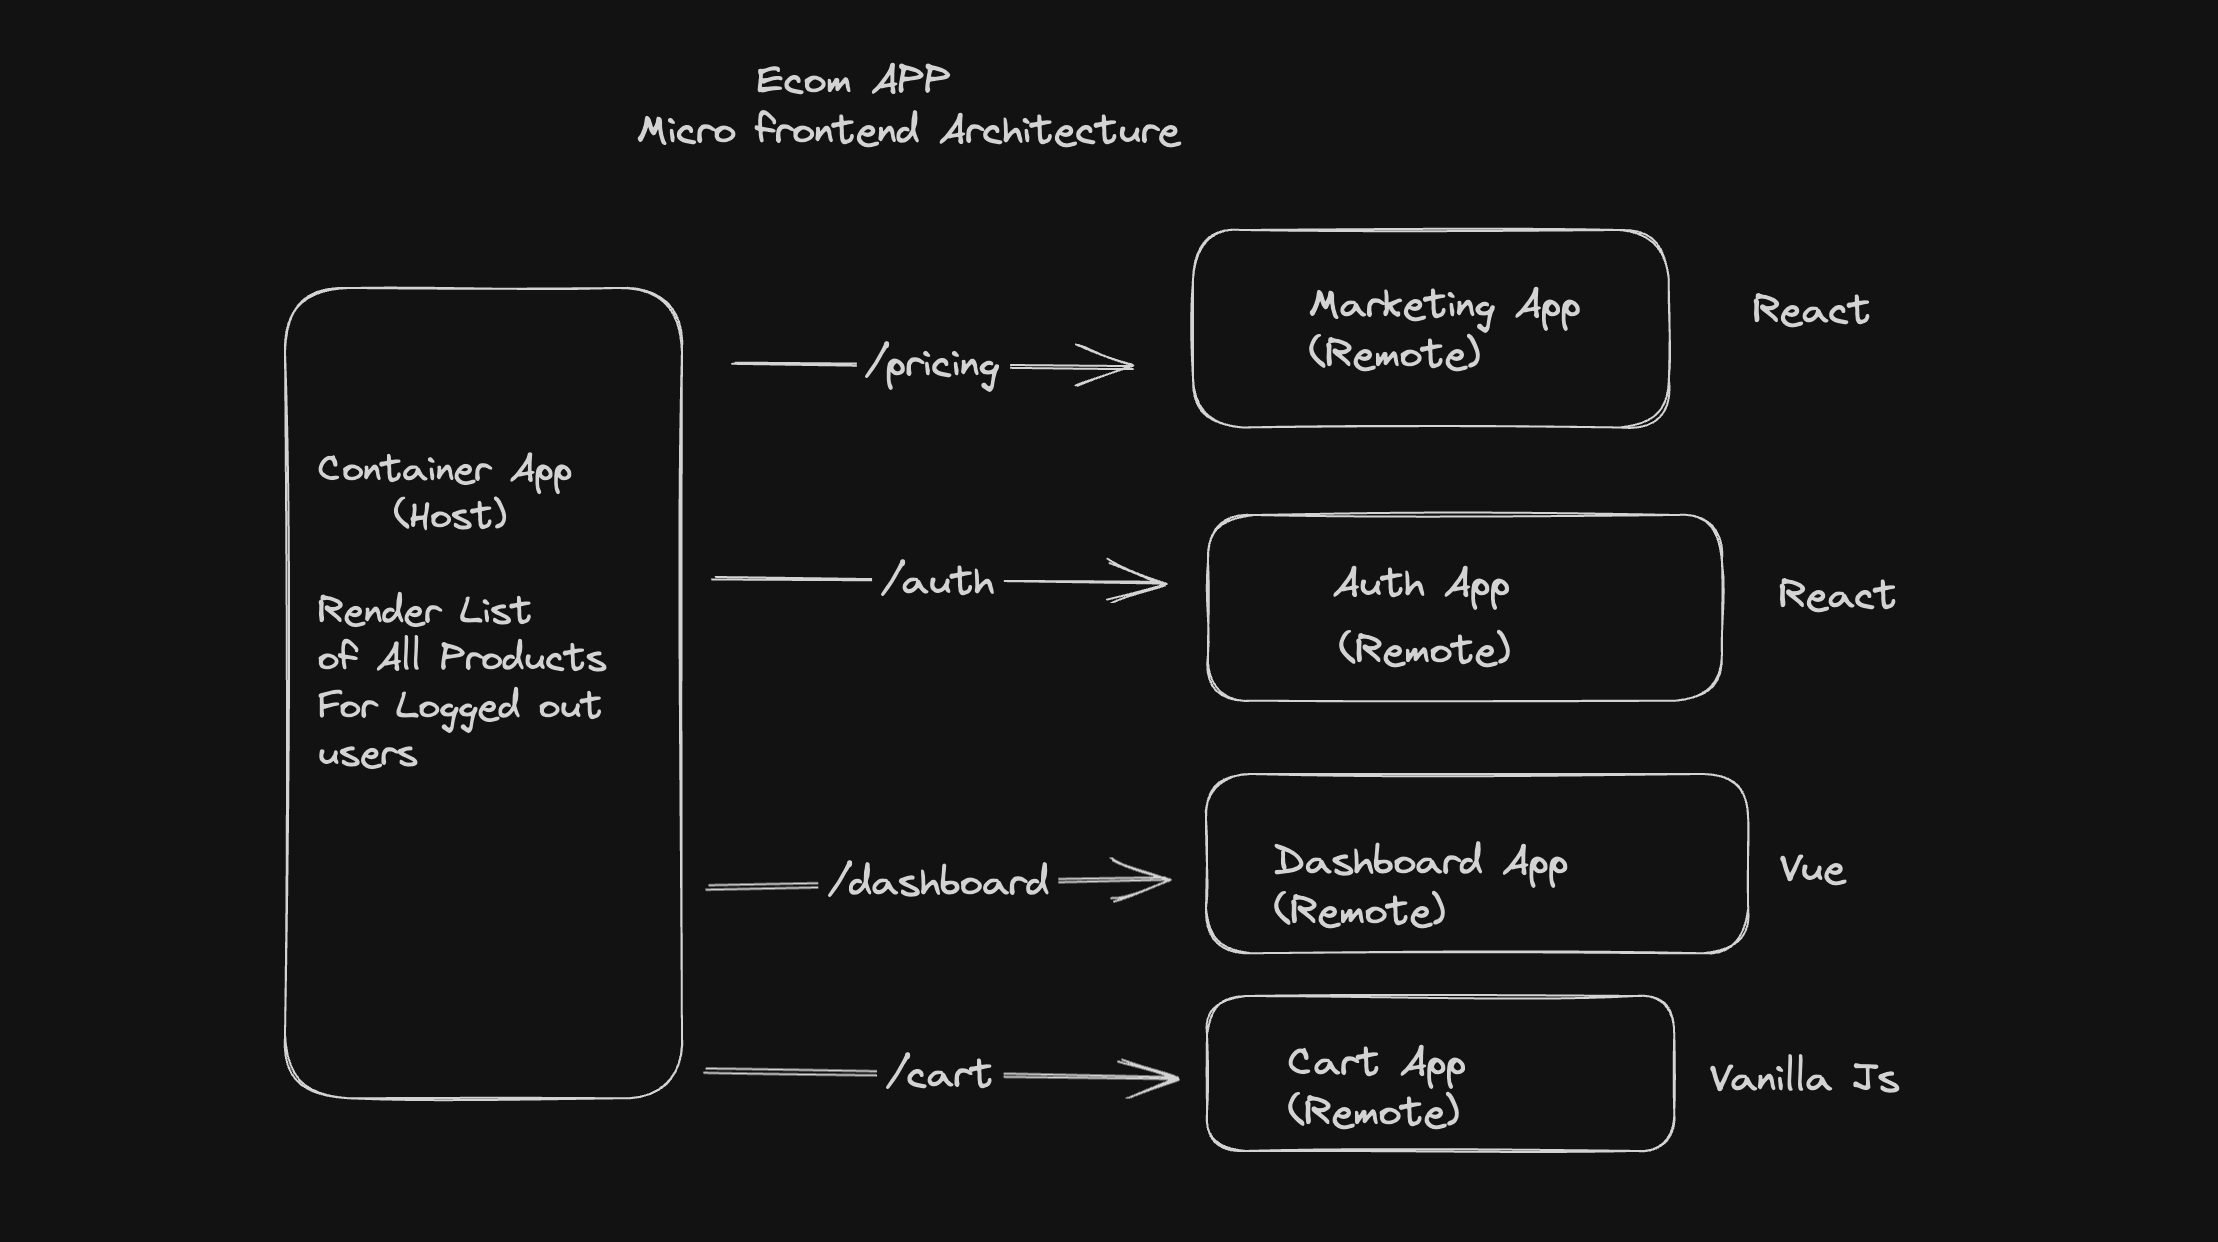 Ecom APP
Micro frontend Architecture
Container App
(Host)
Render List
of All Products
For Logged out
users
/pricing
Marketing App
(Remote)
React
/auth
Auth App
(Remote)
React
/dashboard
Dashboard App
(Remote)
Vue
/cart
Cart App
(Remote)
Vanilla Js